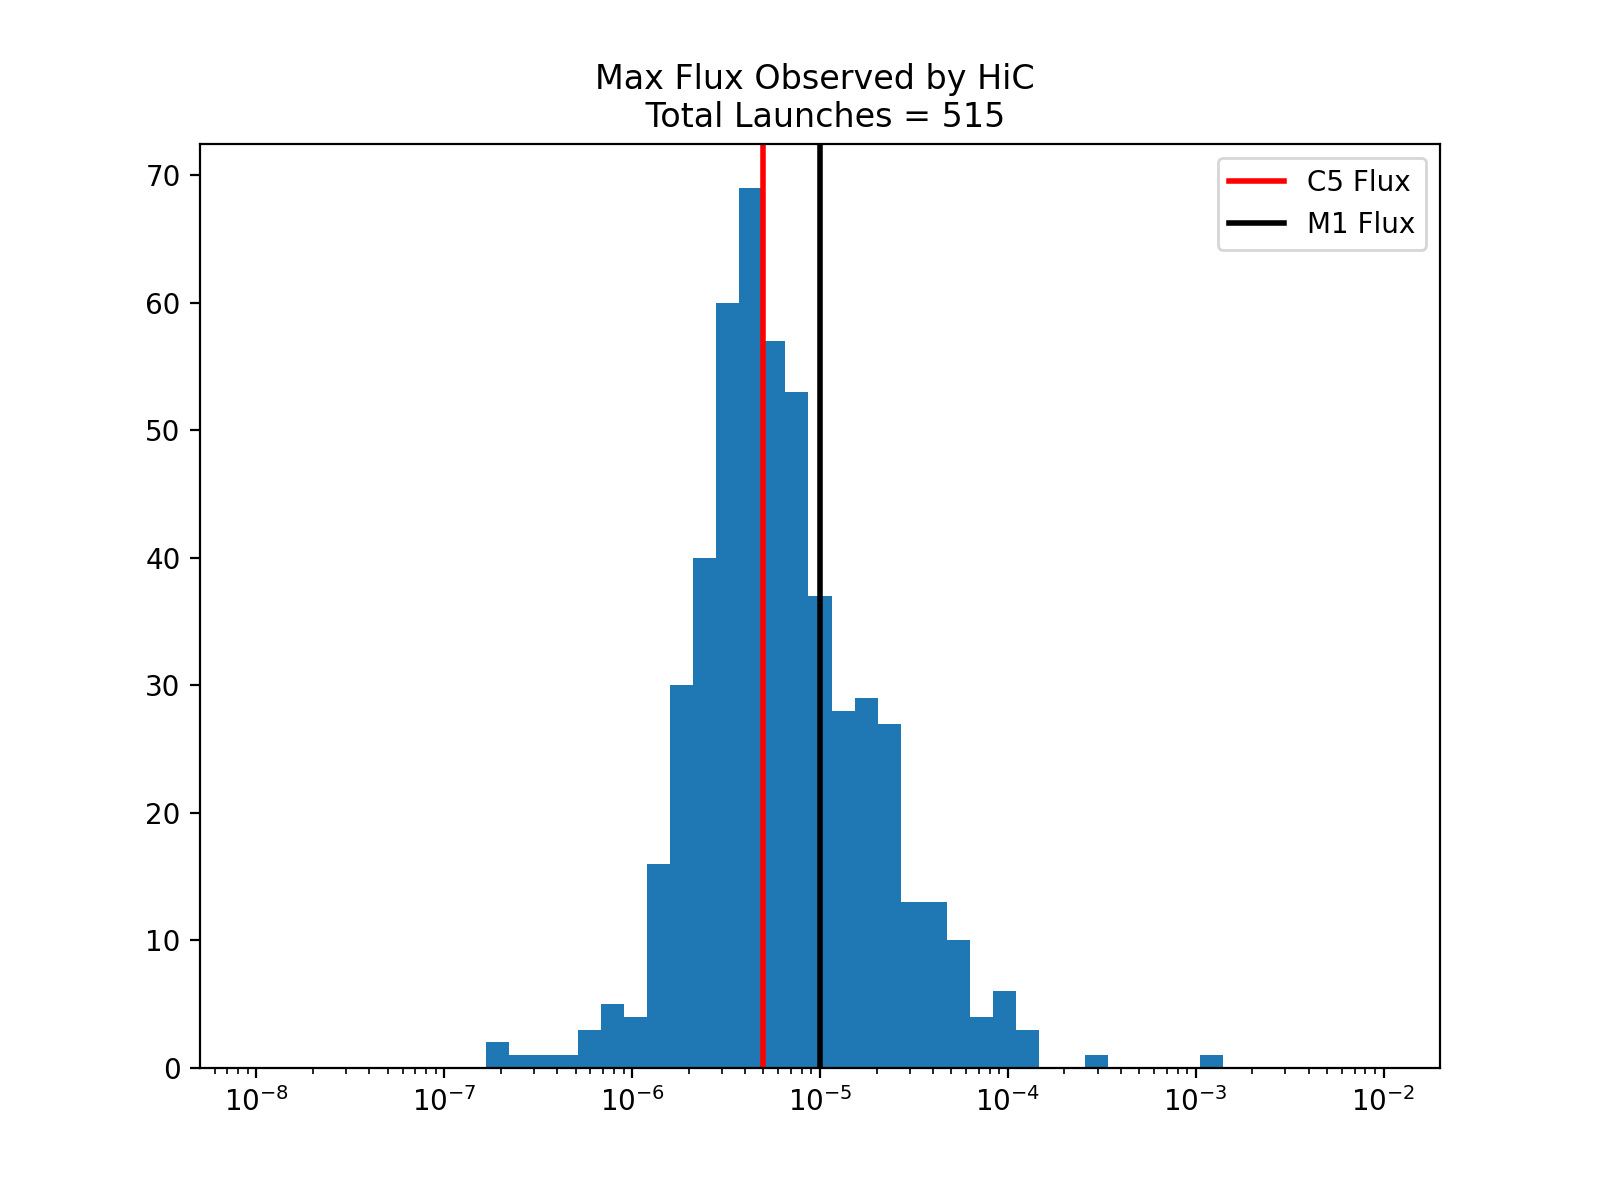 Max Flux Observed by HiC
Total Launches = 515
C5 Flux
M1 Flux
70
60
50
40
30
20
10
0
10⁻⁸ 10⁻⁷ 10⁻⁶ 10⁻⁵ 10⁻⁴ 10⁻³ 10⁻²